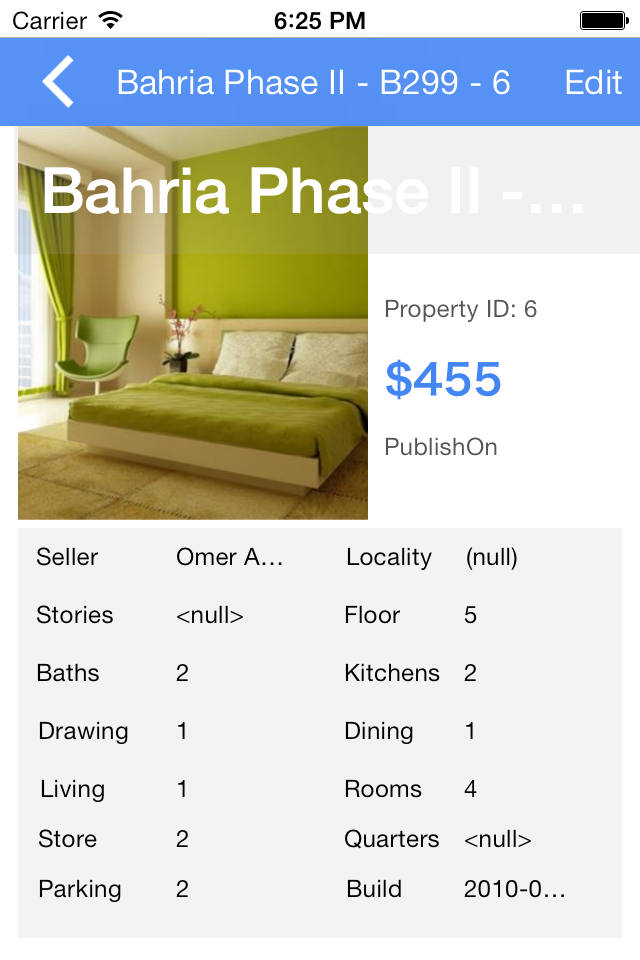 Carrier 6:25 PM
Bahria Phase II - B299 - 6 Edit
Bahria Phase II -...
Property ID: 6
$455
PublishOn
Seller Omer A... Locality (null)
Stories <null> Floor 5
Baths 2 Kitchens 2
Drawing 1 Dining 1
Living 1 Rooms 4
Store 2 Quarters <null>
Parking 2 Build 2010-0...